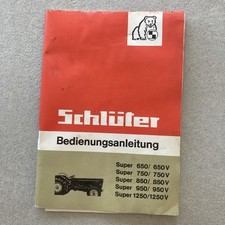 Schlüter
Bedienungsanleitung
Super 650/ 650V
Super 750/ 750V
Super 850/ 850V
Super 950/ 950V
Super 1250/1250V